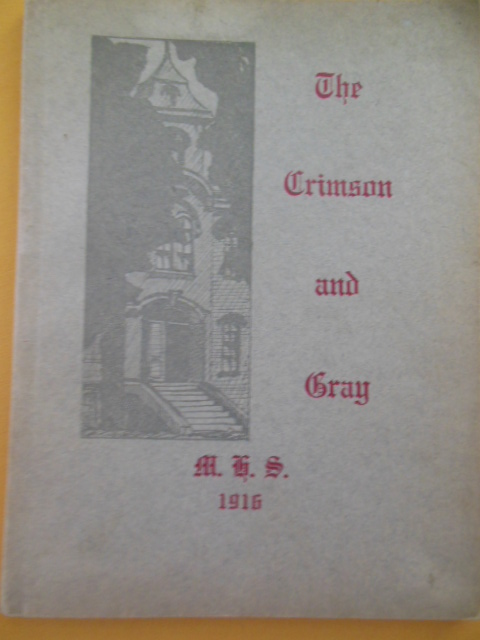 The
Crimson
and
Gray
M. H. S.
1916